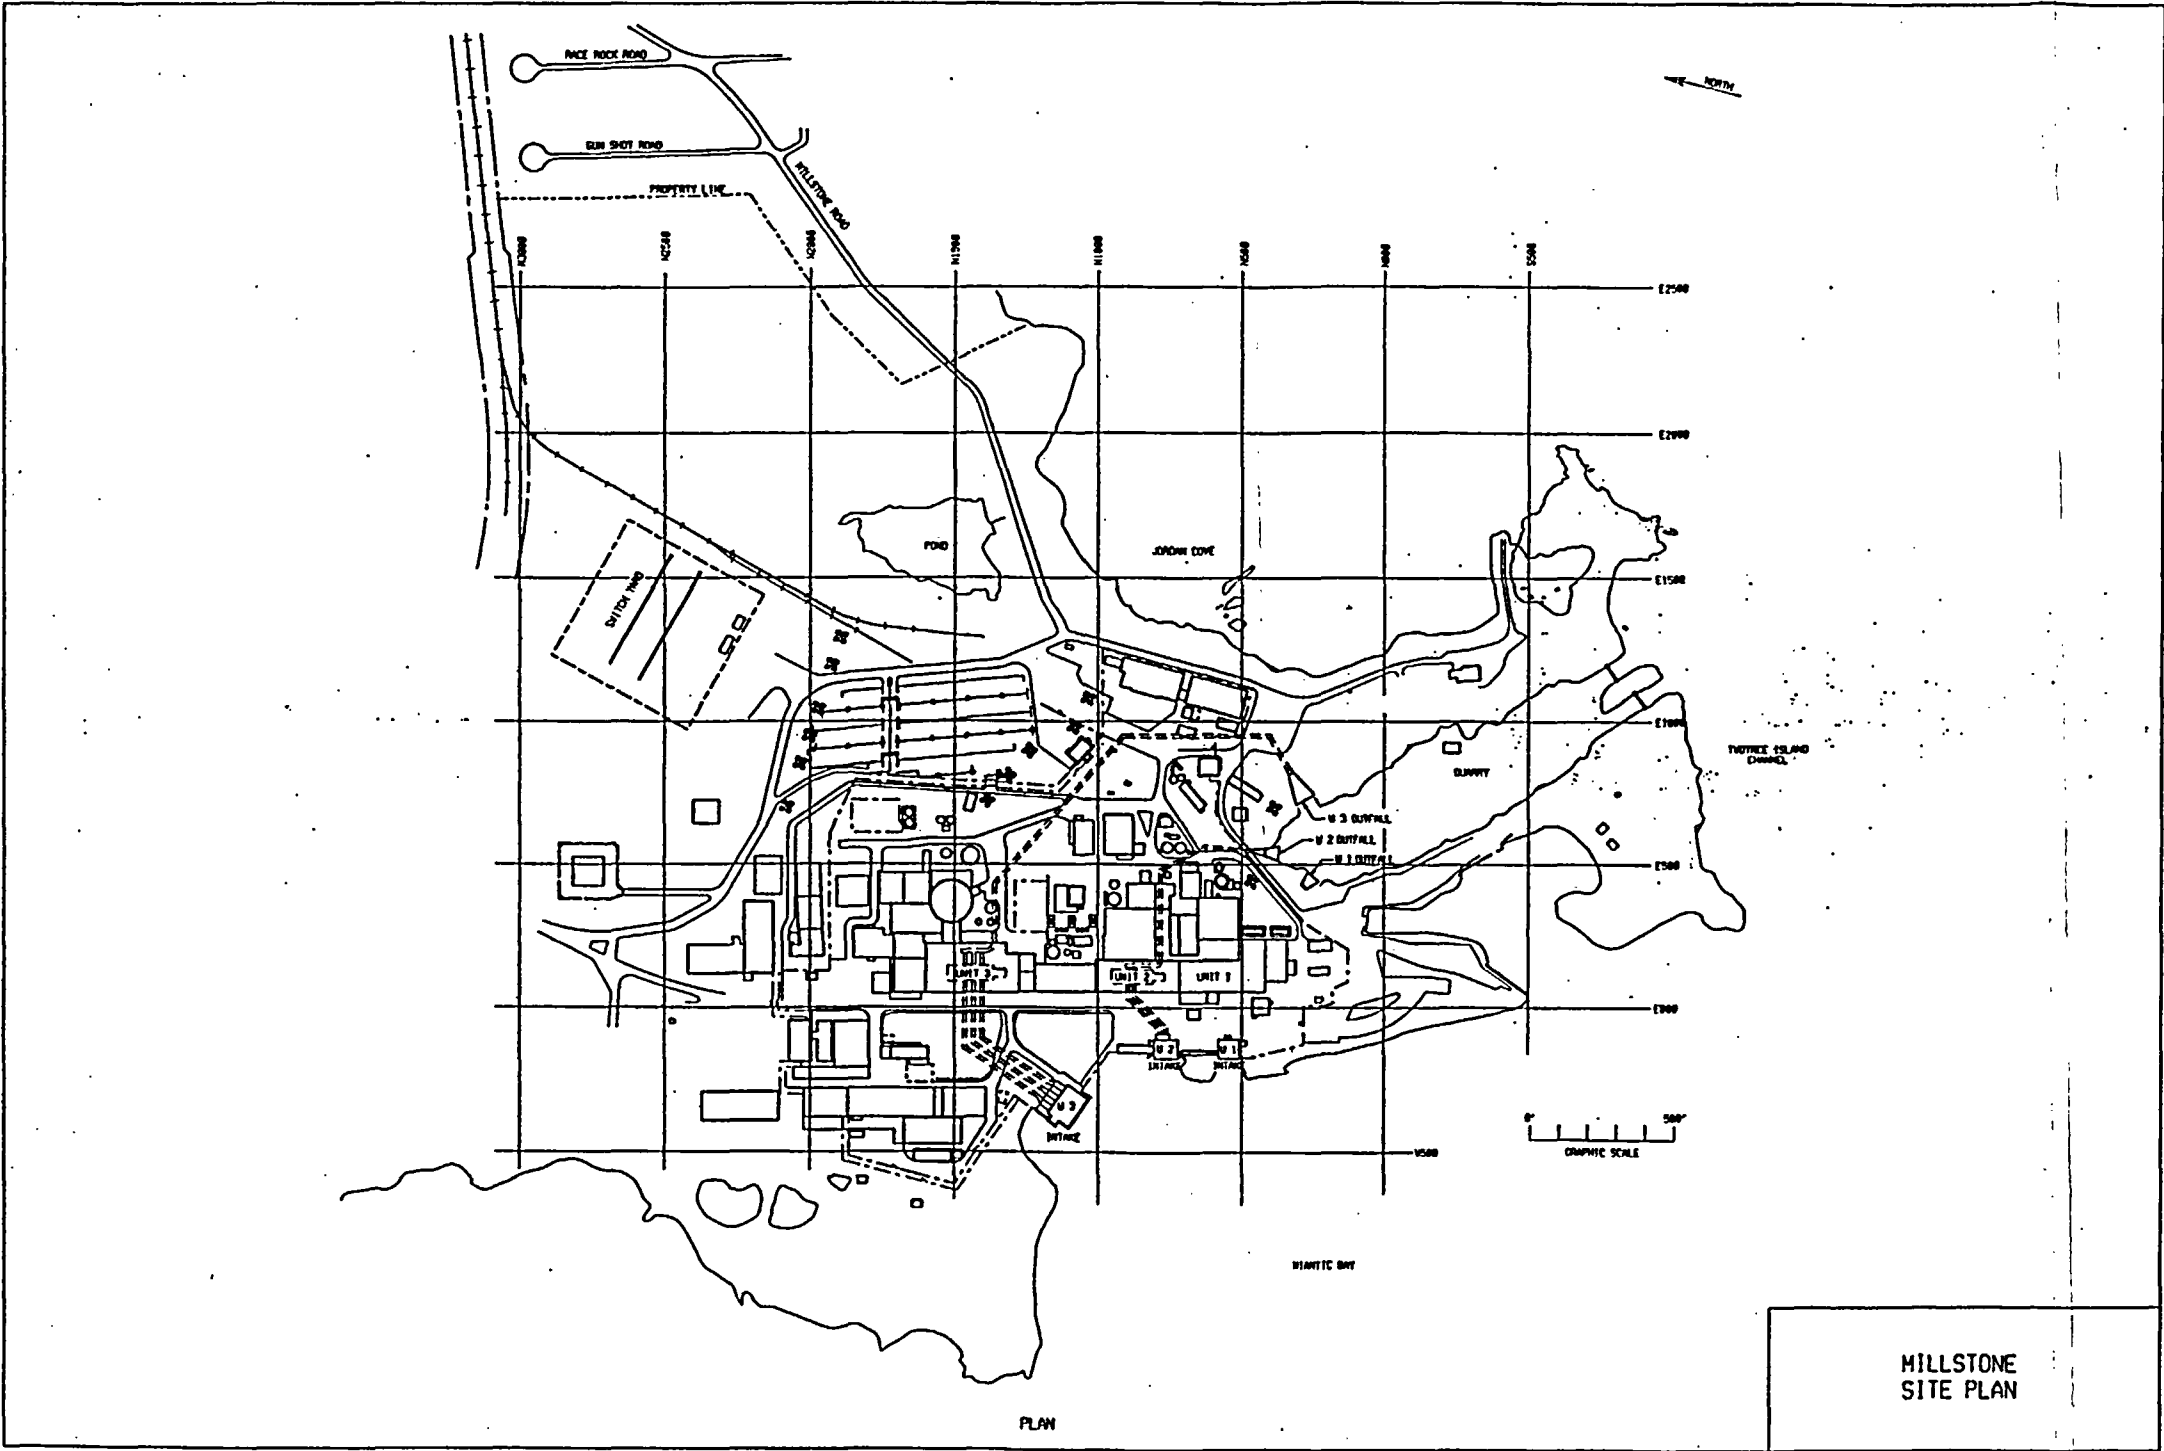 RACE ROCK ROAD
NORTH
GUN SHOT ROAD
PROPERTY LINE
MILLSTONE ROAD
N3000
N2500
N2000
N1500
N1000
N500
N000
S500
E2500
E2000
POND
JORDAN COVE
E1500
SWITCH YARD
E1000
TWOTREE ISLAND
CHANNEL
QUARRY
U 3 OUTFALL
U 2 OUTFALL
U 1 OUTFALL
E500
UNIT 3
UNIT 2
UNIT 1
E000
U 2
INTAKE
U 1
INTAKE
U 3
INTAKE
0'
500'
GRAPHIC SCALE
W500
NIANTIC BAY
MILLSTONE
SITE PLAN
PLAN